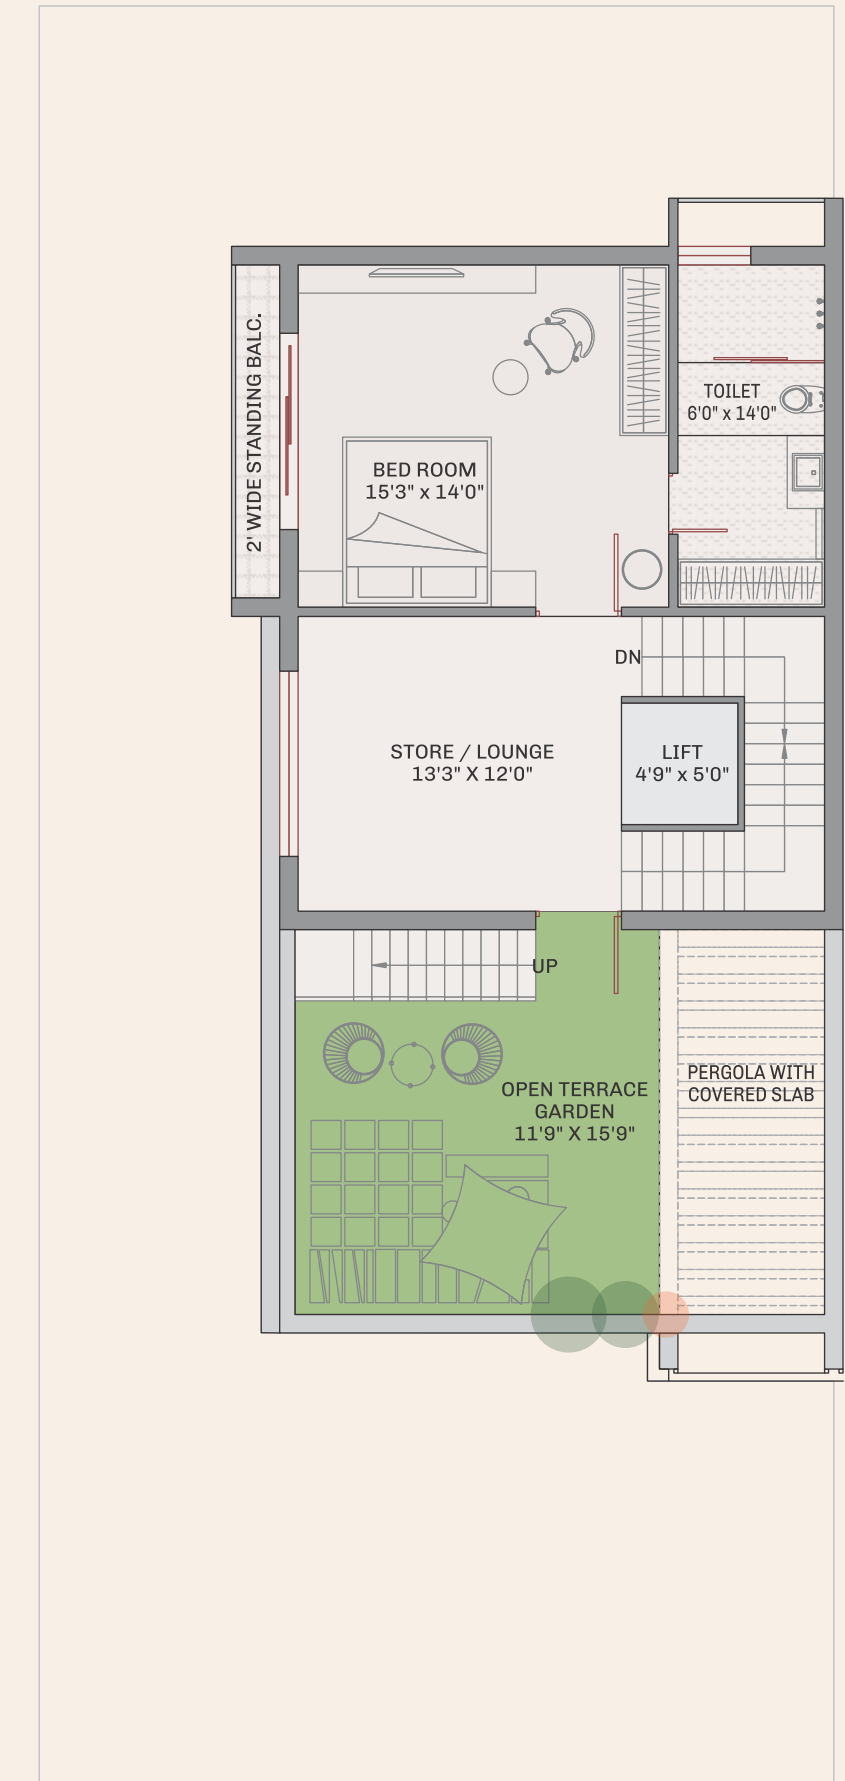 2' WIDE STANDING BALC.
TOILET
6'0" x 14'0"
BED ROOM
15'3" x 14'0"
DN
STORE / LOUNGE
13'3" X 12'0"
LIFT
4'9" x 5'0"
UP
OPEN TERRACE
GARDEN
11'9" X 15'9"
PERGOLA WITH
COVERED SLAB